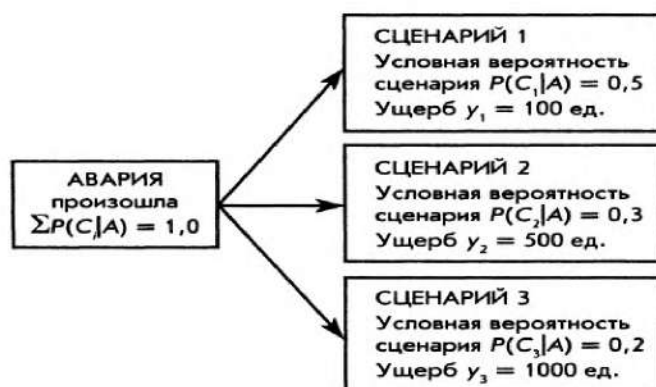 АВАРИЯ
произошла
ΣP(Cᵢ|A) = 1,0
СЦЕНАРИЙ 1
Условная вероятность
сценария P(C₁|A) = 0,5
Ущерб y₁ = 100 ед.
СЦЕНАРИЙ 2
Условная вероятность
сценария P(C₂|A) = 0,3
Ущерб y₂ = 500 ед.
СЦЕНАРИЙ 3
Условная вероятность
сценария P(C₃|A) = 0,2
Ущерб y₃ = 1000 ед.